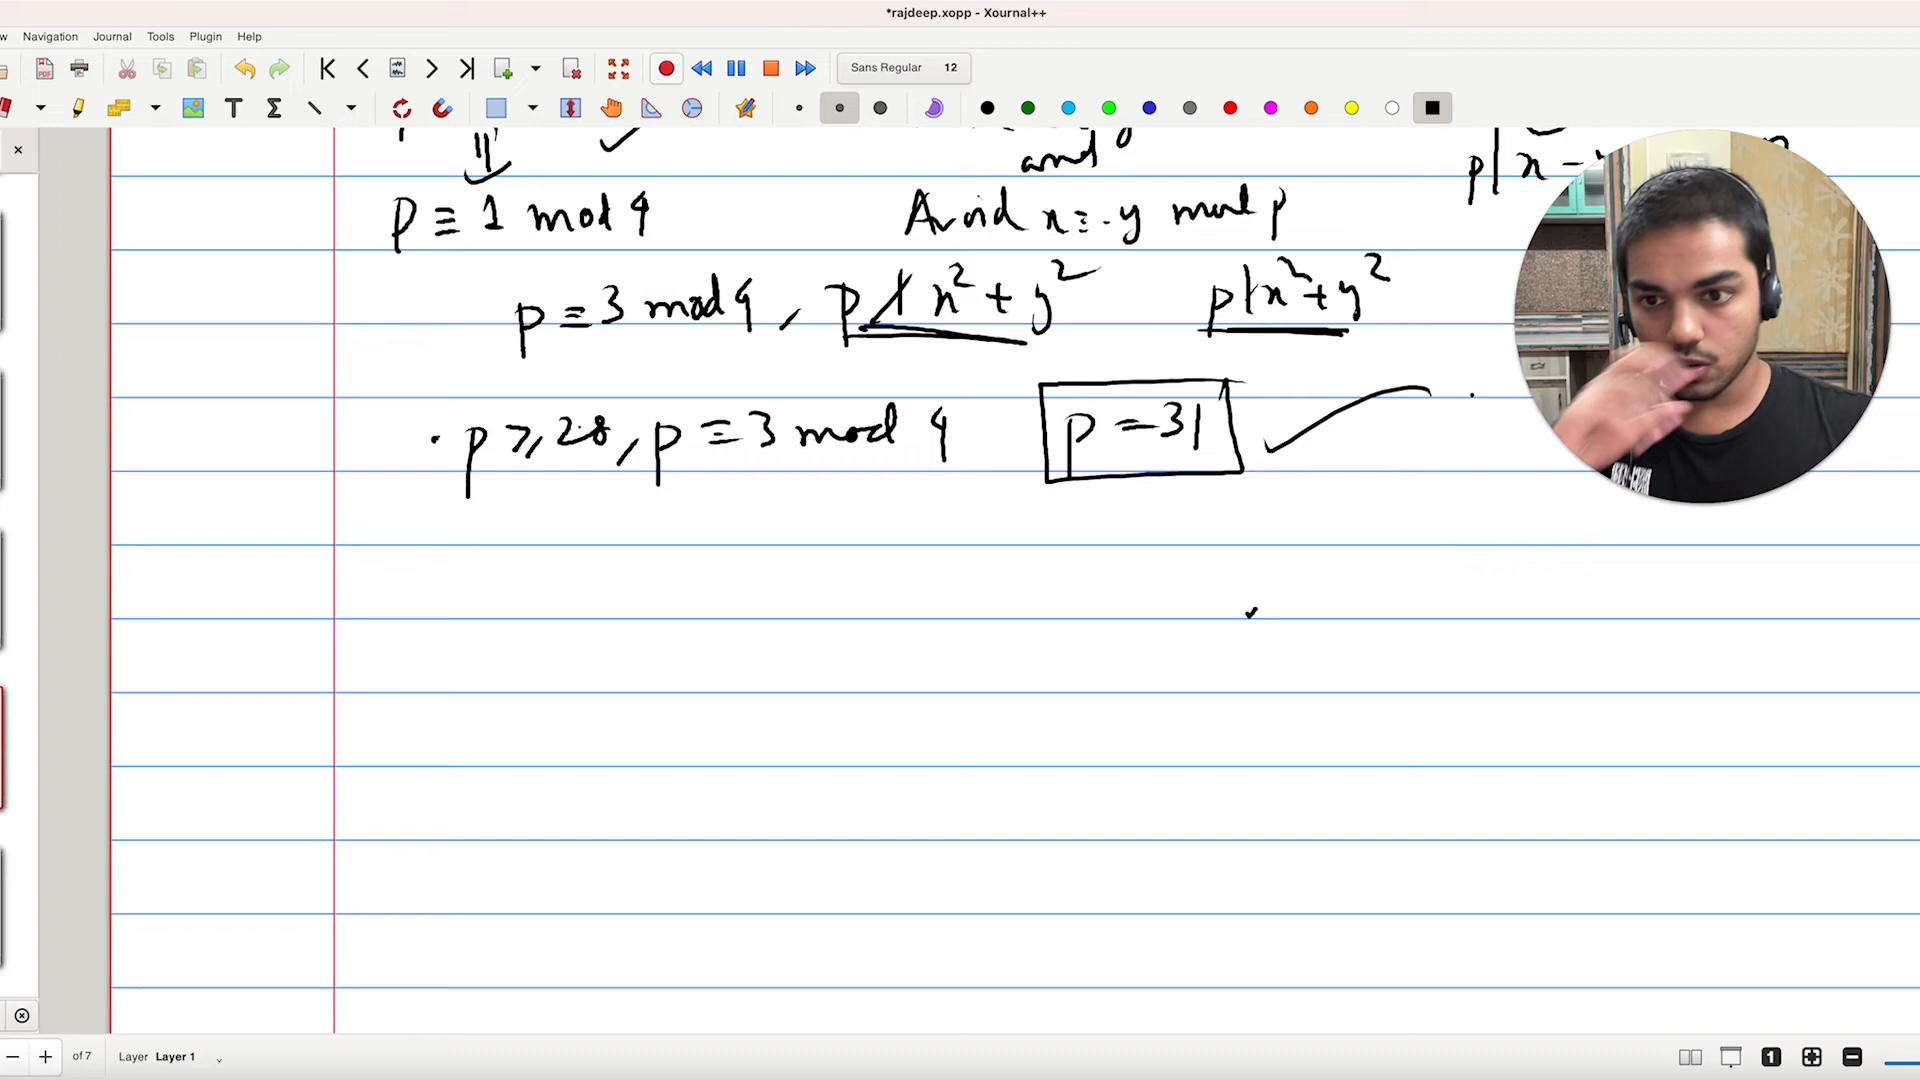 *rajdeep.xopp - Xournal++
w Navigation Journal Tools Plugin Help
Sans Regular 12
and
p | x -
p ≡ 1 mod 4
Avoid x ≡ -y mod p
p ≡ 3 mod 4, p ∤ x² + y²
p | x² + y²
· p ⩾ 28, p ≡ 3 mod 4
p = 31 ✓
of 7 Layer Layer 1